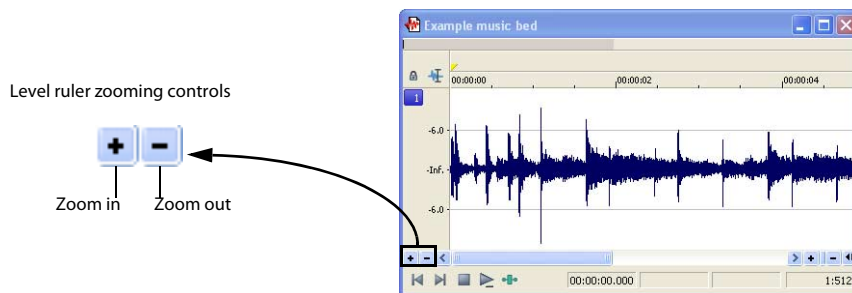 Example music bed
Level ruler zooming controls
Zoom in
Zoom out
00:00:00
,00:00:02
,00:00:04
1
-6.0
-Inf.
-6.0
00:00:00.000
1:512